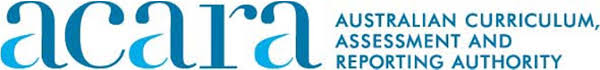 acara
AUSTRALIAN CURRICULUM,
ASSESSMENT AND
REPORTING AUTHORITY